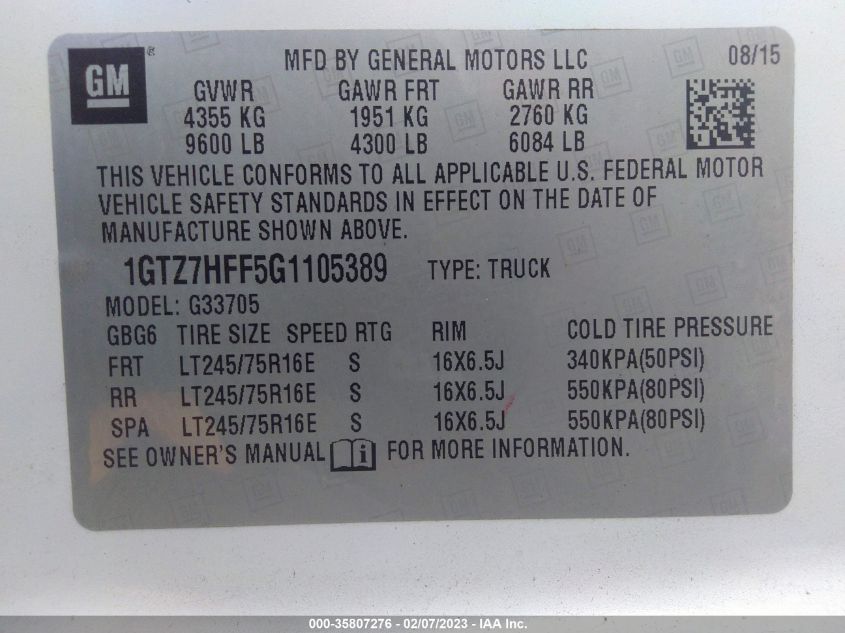 GM®
MFD BY GENERAL MOTORS LLC 08/15
GVWR GAWR FRT GAWR RR
4355 KG 1951 KG 2760 KG
9600 LB 4300 LB 6084 LB
THIS VEHICLE CONFORMS TO ALL APPLICABLE U.S. FEDERAL MOTOR
VEHICLE SAFETY STANDARDS IN EFFECT ON THE DATE OF
MANUFACTURE SHOWN ABOVE.
1GTZ7HFF5G1105389 TYPE: TRUCK
MODEL: G33705
GBG6 TIRE SIZE SPEED RTG RIM COLD TIRE PRESSURE
FRT LT245/75R16E S 16X6.5J 340KPA(50PSI)
RR LT245/75R16E S 16X6.5J 550KPA(80PSI)
SPA LT245/75R16E S 16X6.5J 550KPA(80PSI)
SEE OWNER'S MANUAL i FOR MORE INFORMATION.
000-35807276 - 02/07/2023 - IAA Inc.